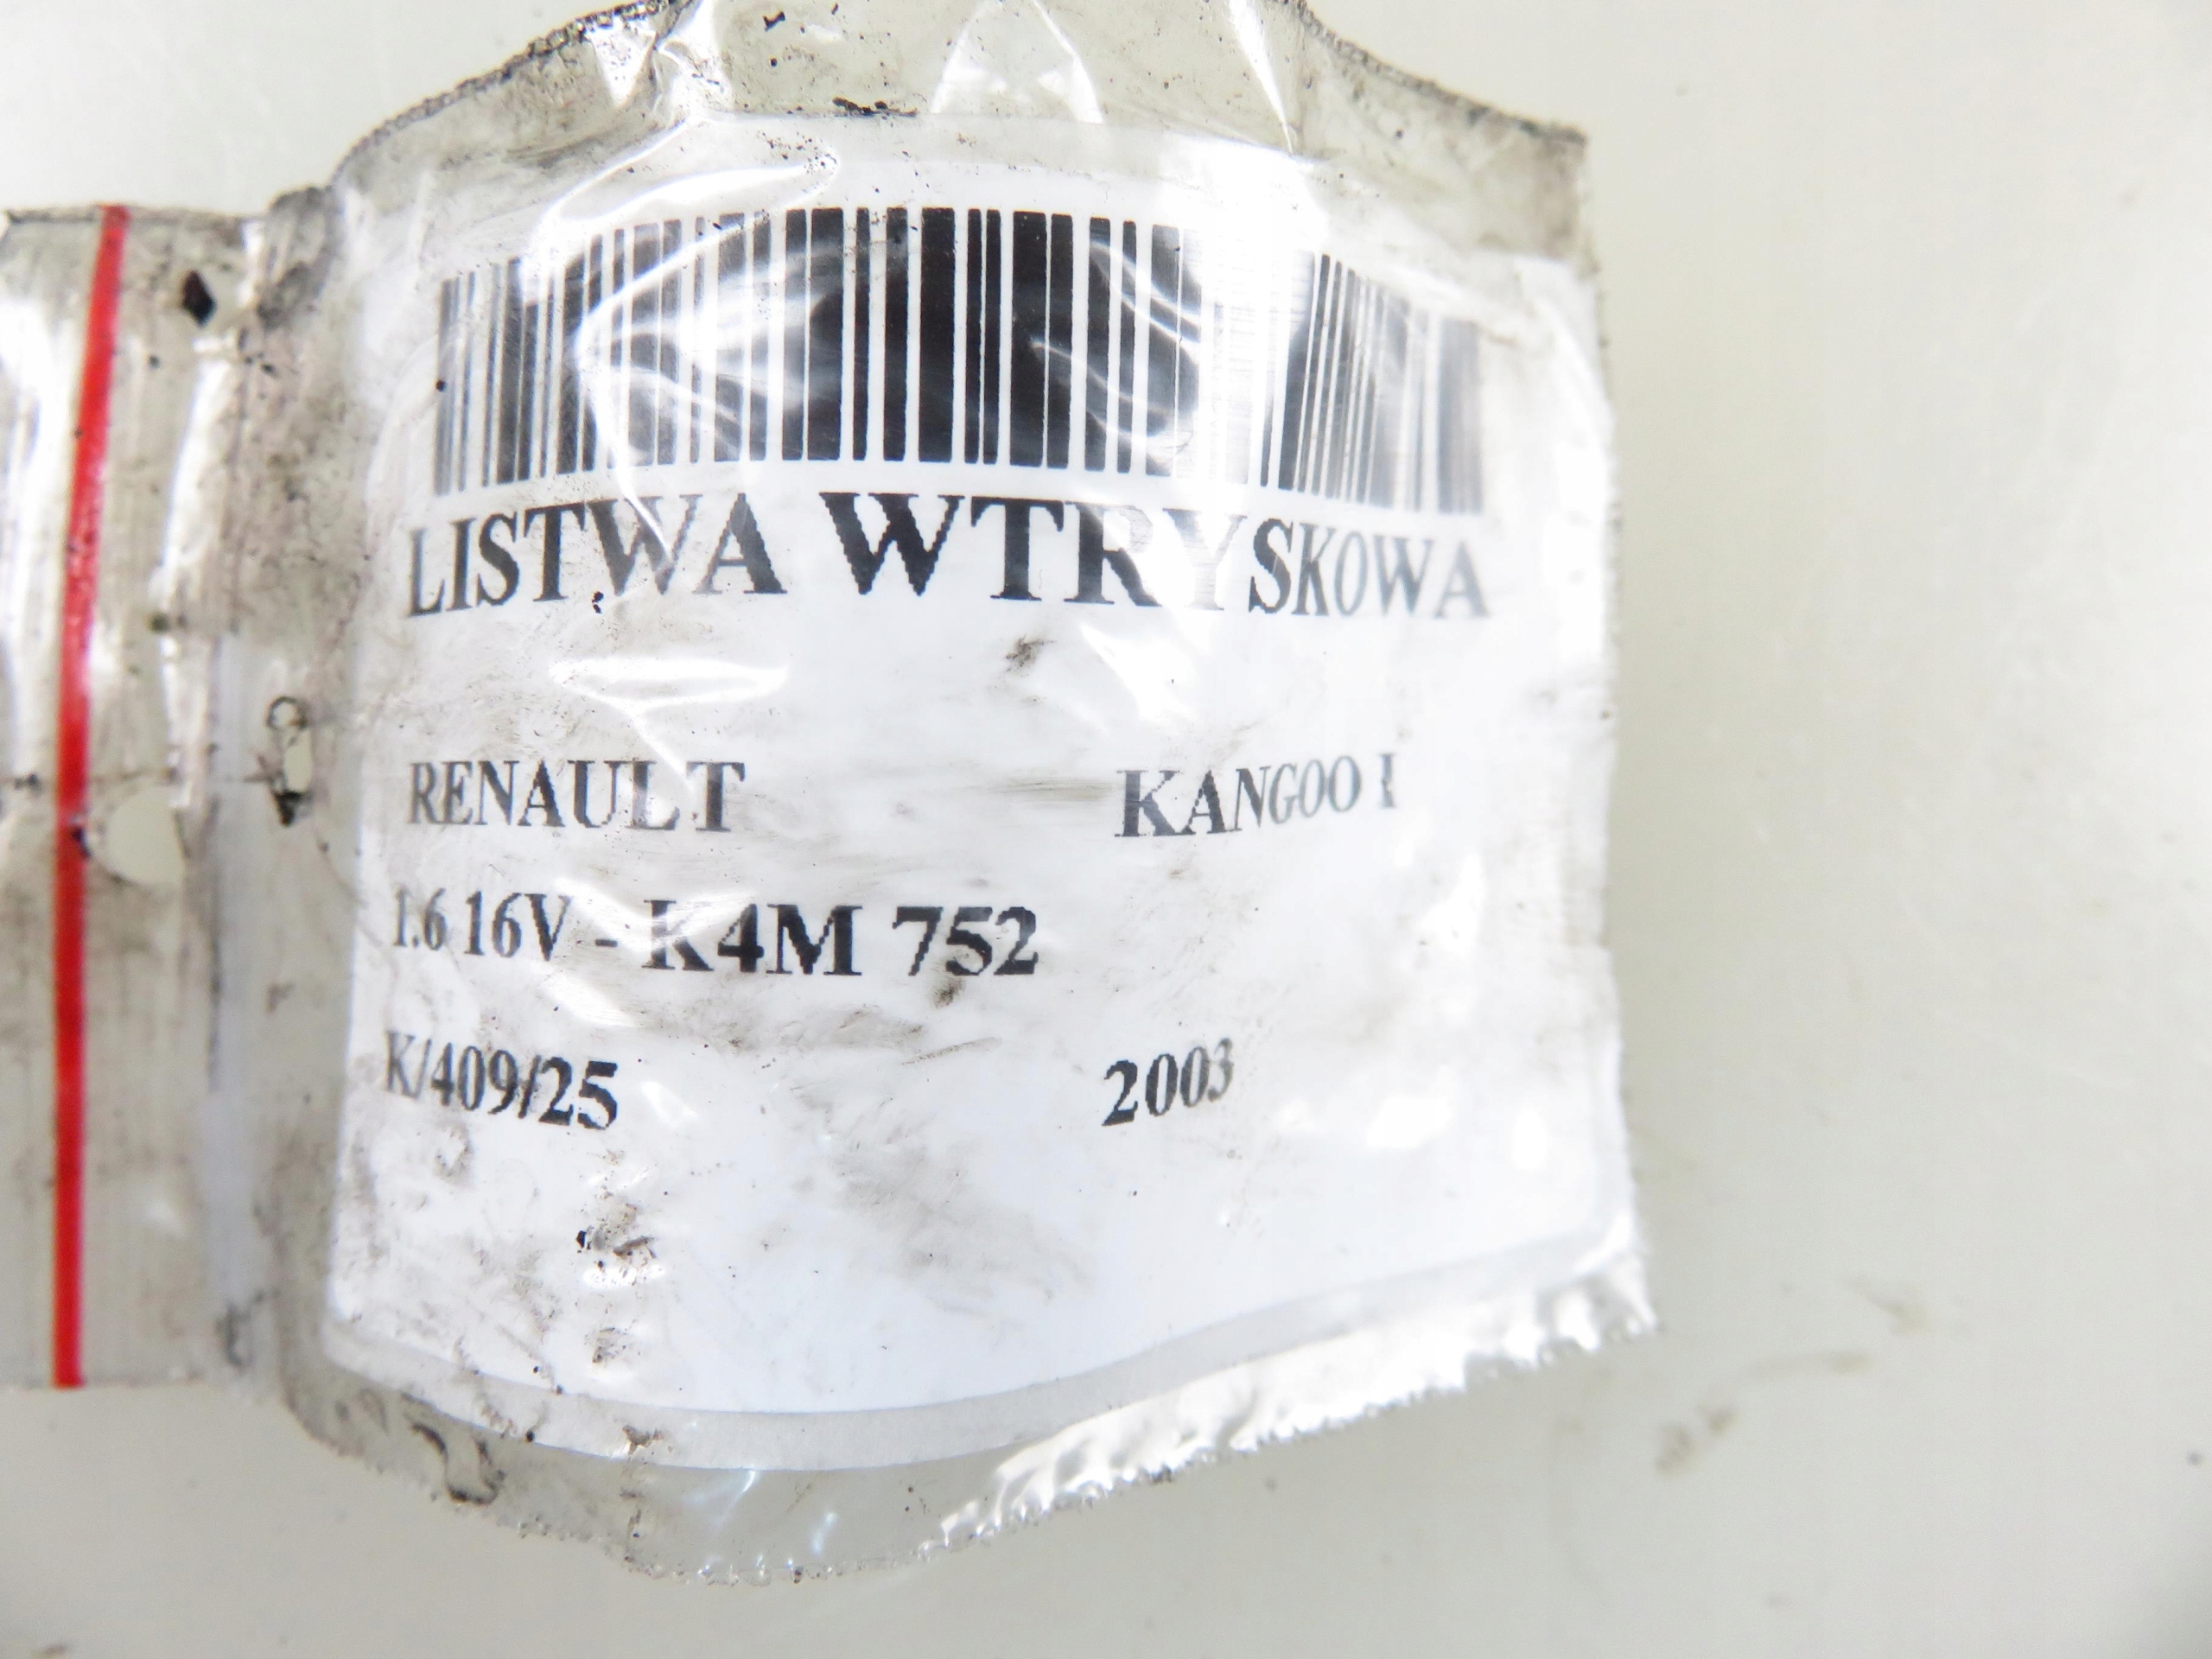 LISTWA WTRYSKOWA
RENAULT KANGOO I
1.6 16V - K4M 752
K/409/25 2003